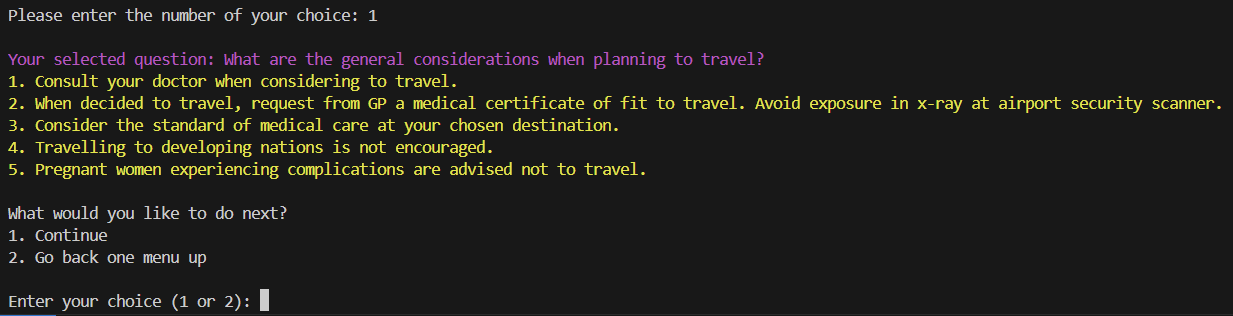 Please enter the number of your choice: 1
Your selected question: What are the general considerations when planning to travel?
1. Consult your doctor when considering to travel.
2. When decided to travel, request from GP a medical certificate of fit to travel. Avoid exposure in x-ray at airport security scanner.
3. Consider the standard of medical care at your chosen destination.
4. Travelling to developing nations is not encouraged.
5. Pregnant women experiencing complications are advised not to travel.
What would you like to do next?
1. Continue
2. Go back one menu up
Enter your choice (1 or 2):